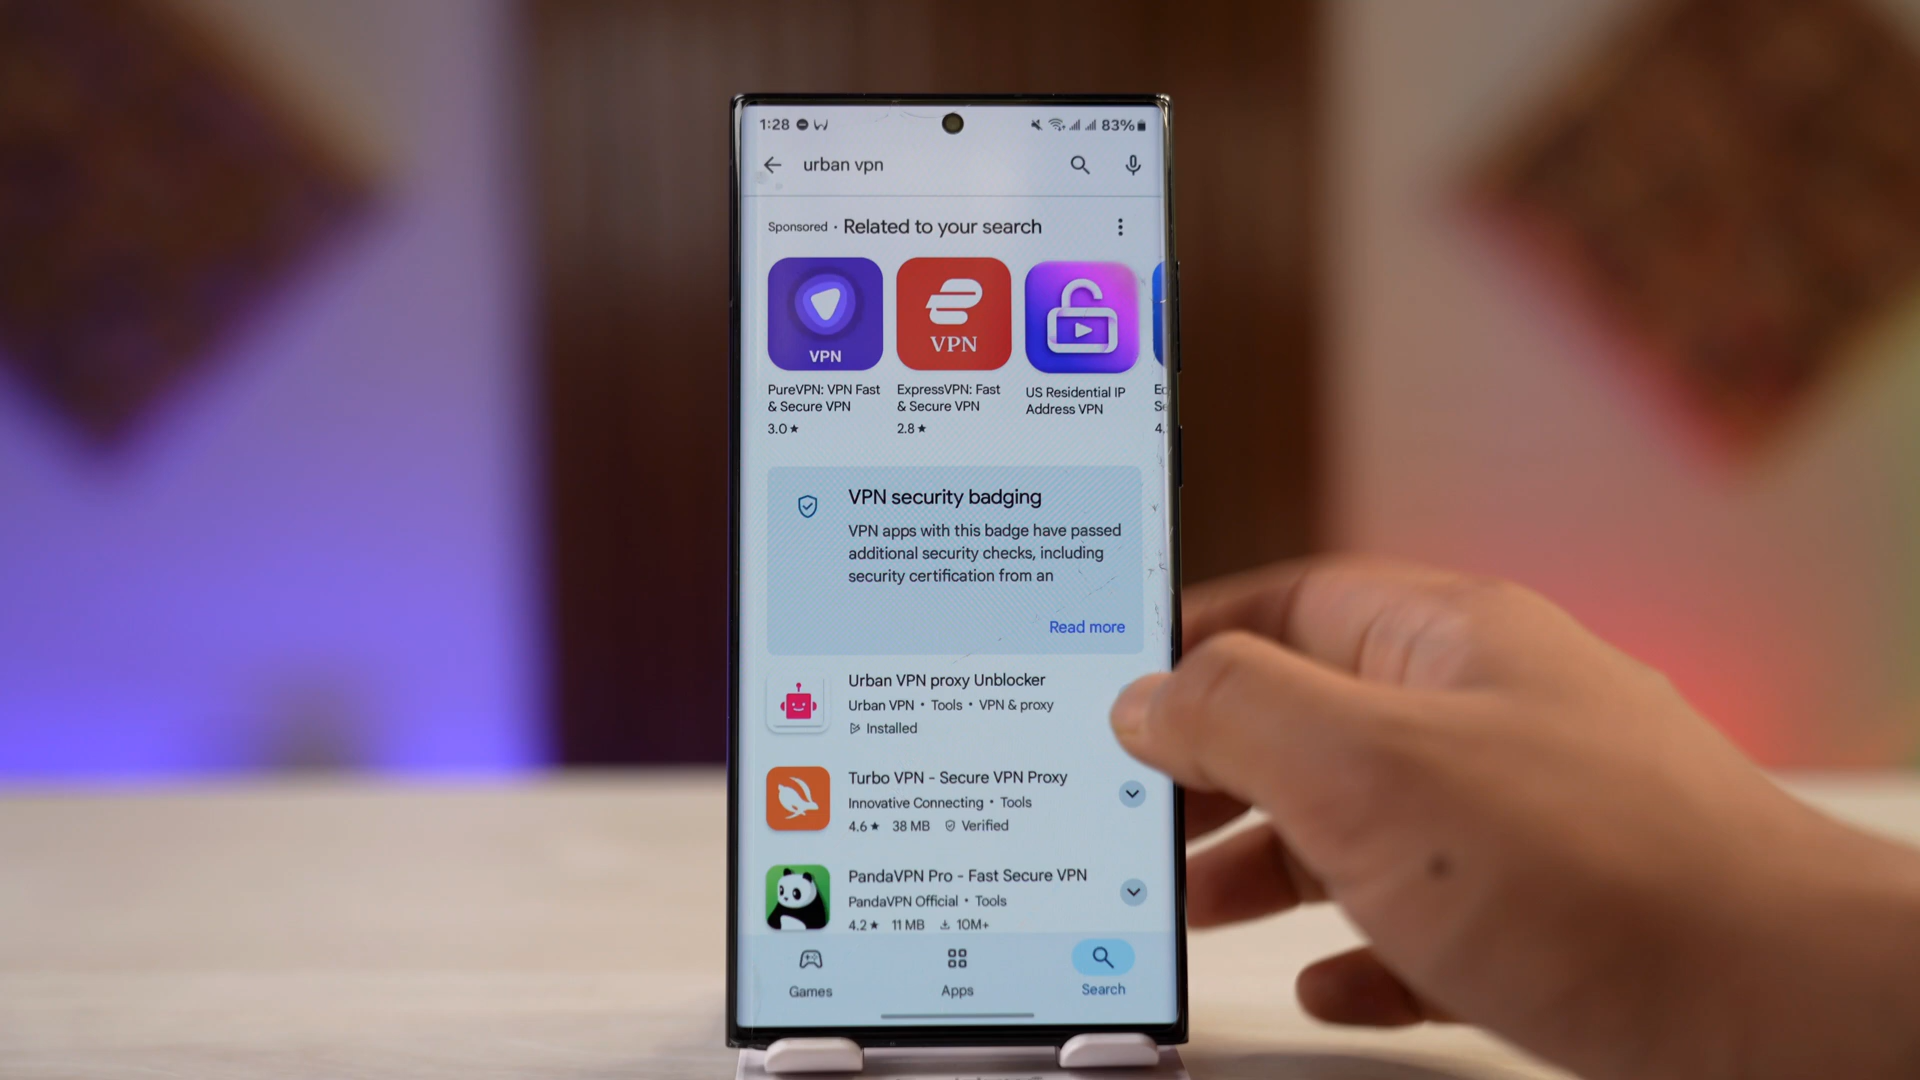 1:28
83%
urban vpn
Sponsored · Related to your search
VPN
VPN
PureVPN: VPN Fast
& Secure VPN
3.0★
ExpressVPN: Fast
& Secure VPN
2.8★
US Residential IP
Address VPN
4.
VPN security badging
VPN apps with this badge have passed
additional security checks, including
security certification from an
Read more
Urban VPN proxy Unblocker
Urban VPN • Tools • VPN & proxy
Installed
Turbo VPN - Secure VPN Proxy
Innovative Connecting • Tools
4.6★ 38 MB Verified
PandaVPN Pro - Fast Secure VPN
PandaVPN Official • Tools
4.2★ 11 MB 10M+
Games
Apps
Search